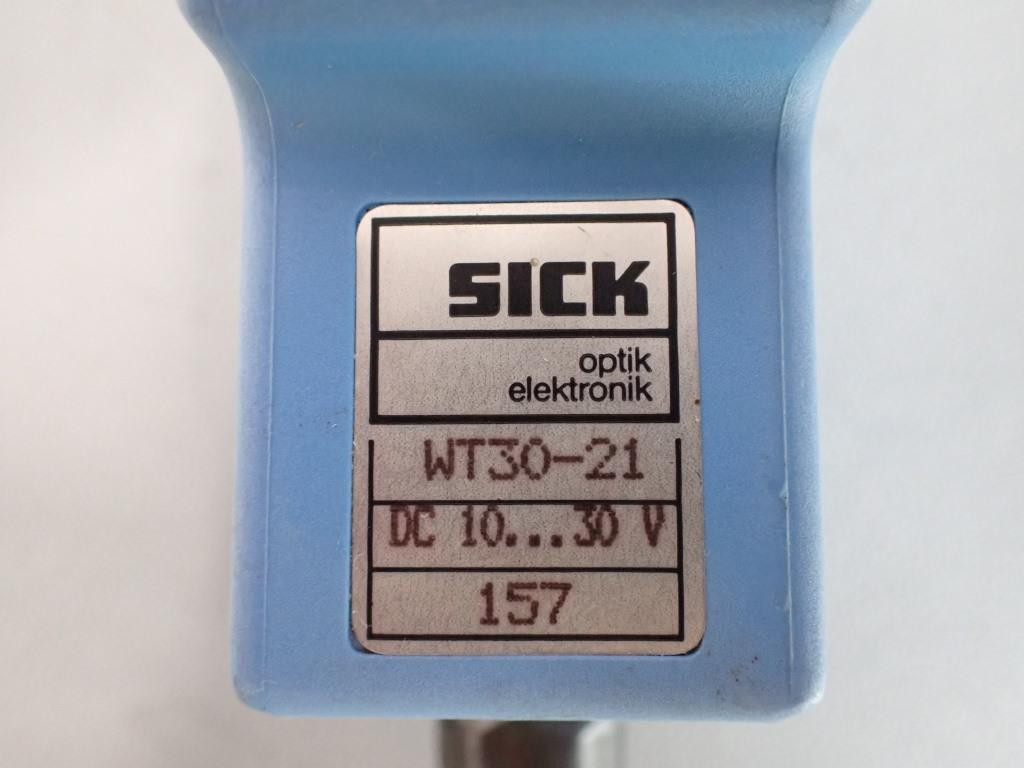 SICK
optik
elektronik
WT30-21
DC 10...30 V
157